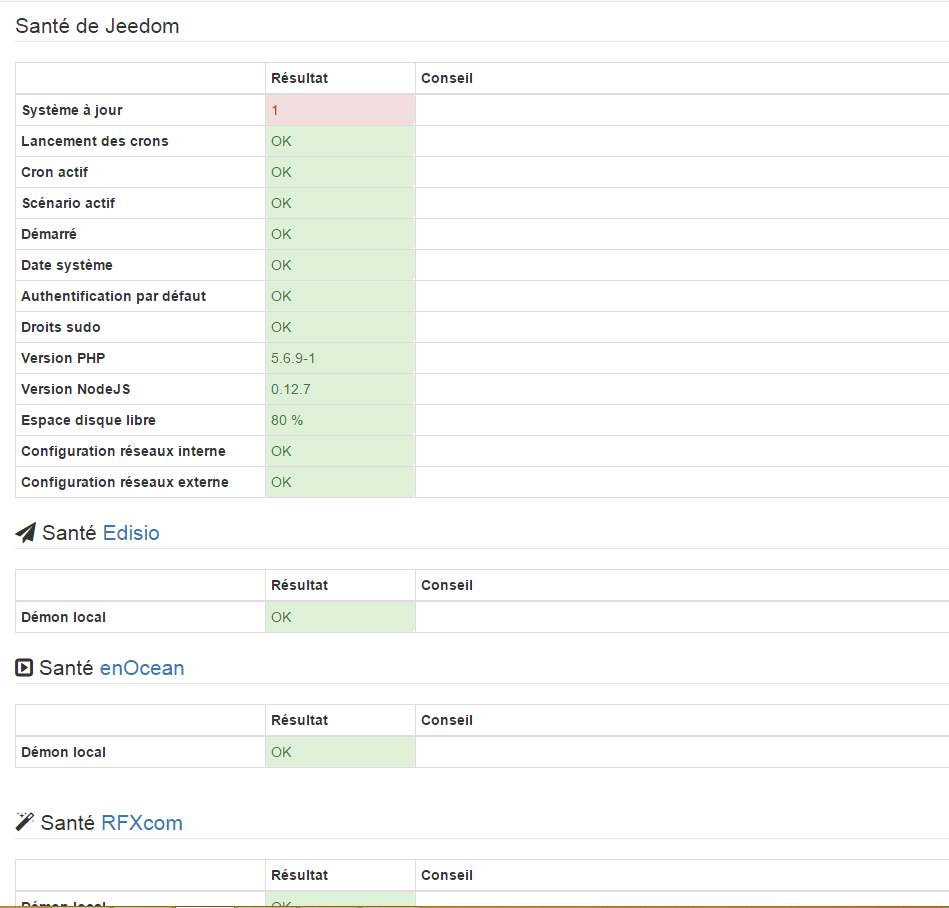 Santé de Jeedom
Résultat Conseil
Système à jour 1
Lancement des crons OK
Cron actif OK
Scénario actif OK
Démarré OK
Date système OK
Authentification par défaut OK
Droits sudo OK
Version PHP 5.6.9-1
Version NodeJS 0.12.7
Espace disque libre 80 %
Configuration réseaux interne OK
Configuration réseaux externe OK
Santé Edisio
Résultat Conseil
Démon local OK
Santé enOcean
Résultat Conseil
Démon local OK
Santé RFXcom
Résultat Conseil
Démon local OK